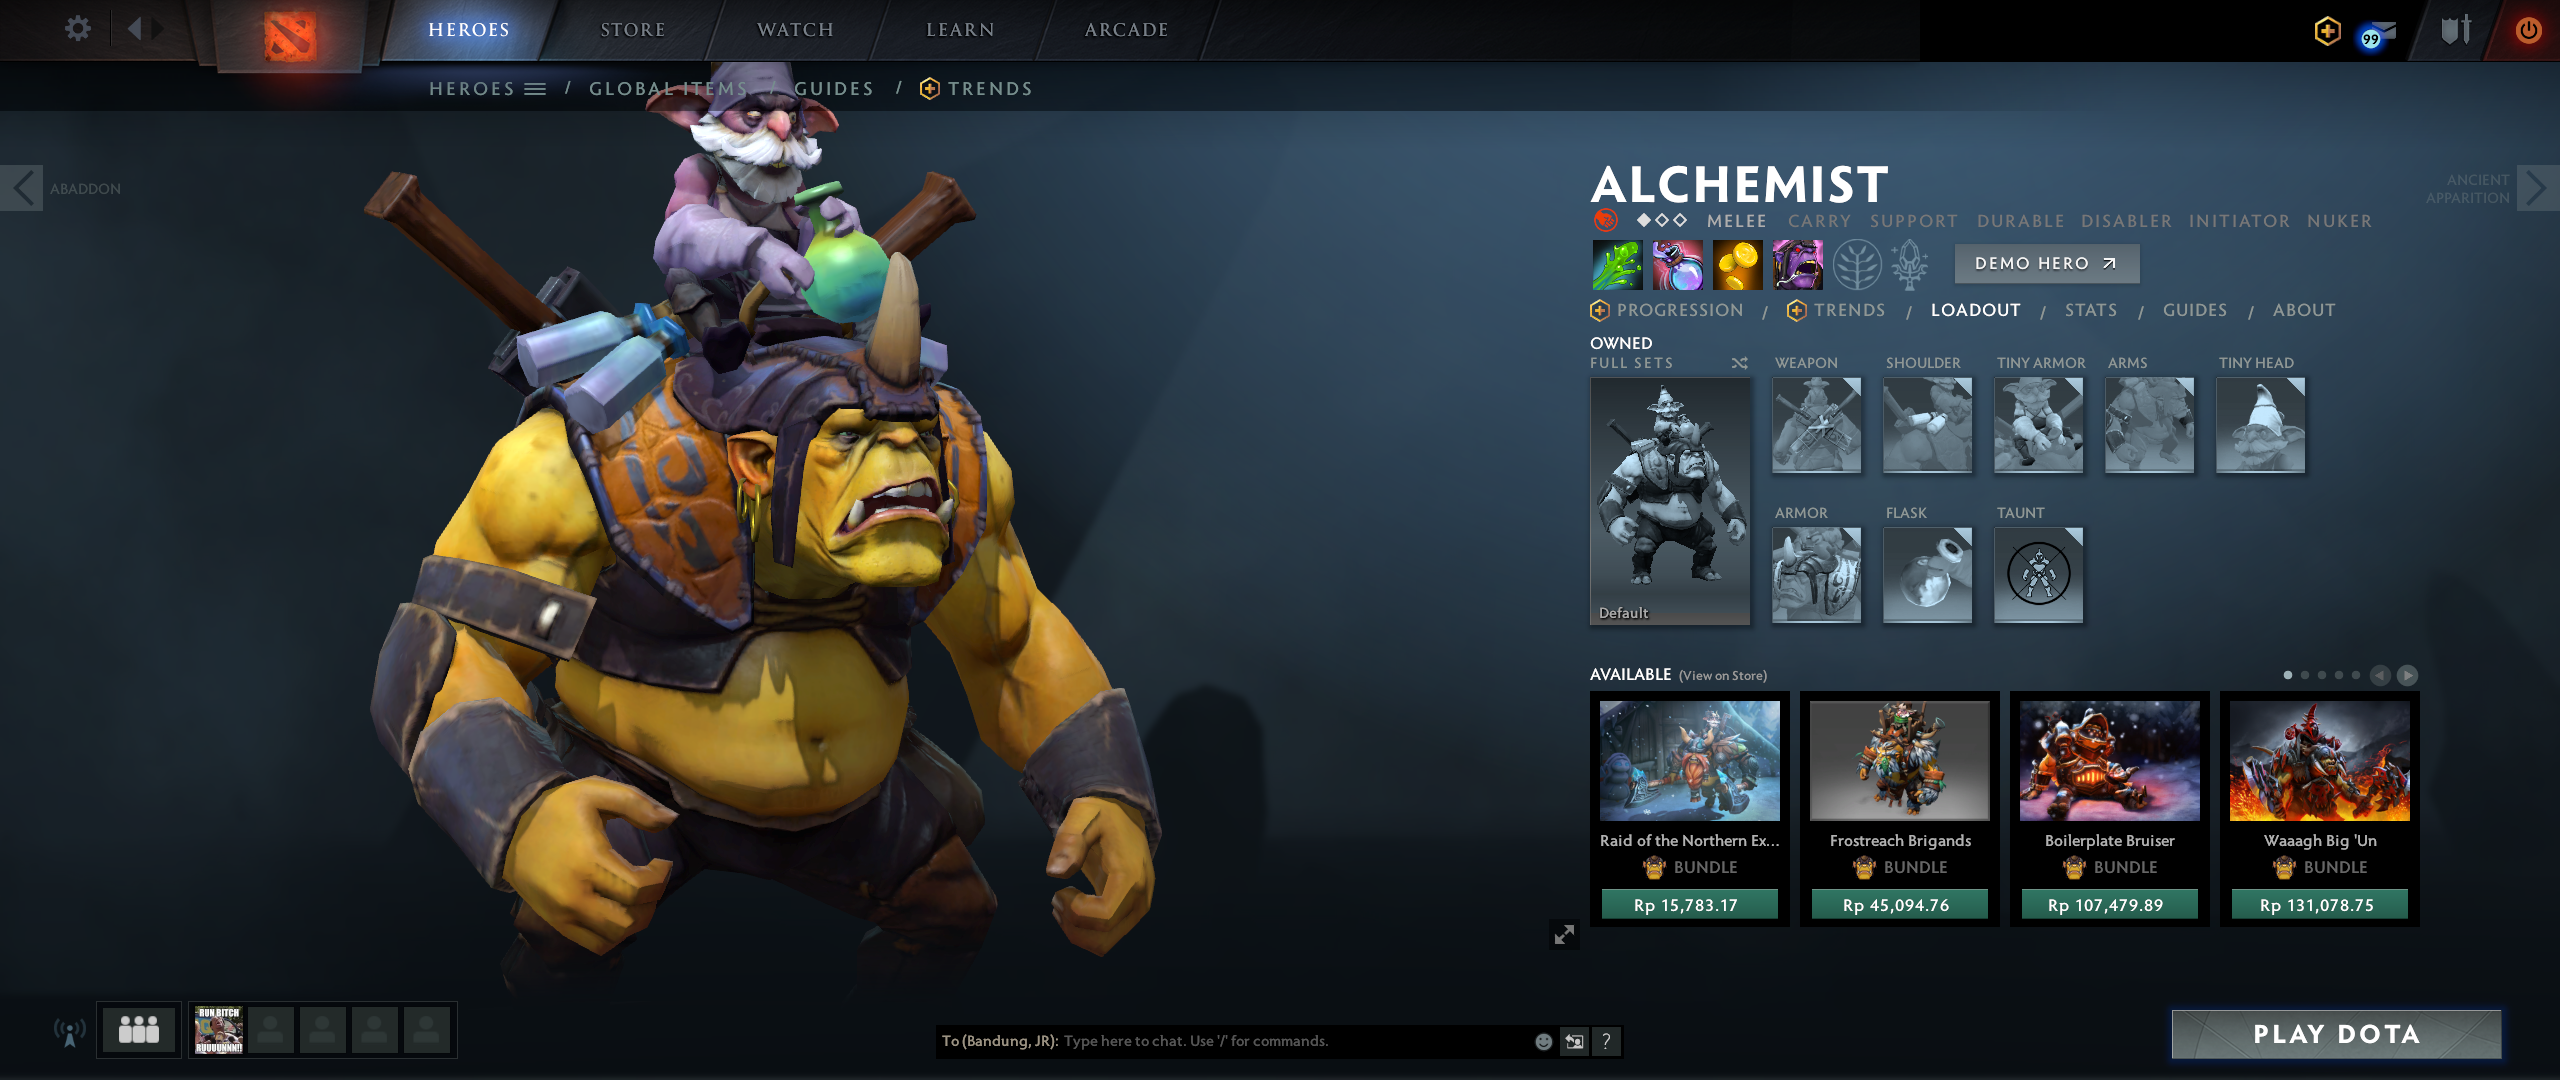 HEROES STORE WATCH LEARN ARCADE
99
HEROES / GLOBAL ITEMS / GUIDES / TRENDS
ABADDON
ANCIENT
APPARITION
ALCHEMIST
MELEE CARRY SUPPORT DURABLE DISABLER INITIATOR NUKER
DEMO HERO
PROGRESSION / TRENDS / LOADOUT / STATS / GUIDES / ABOUT
OWNED
FULL SETS WEAPON SHOULDER TINY ARMOR ARMS TINY HEAD
ARMOR FLASK TAUNT
Default
AVAILABLE (View on Store)
Raid of the Northern Ex... Frostreach Brigands Boilerplate Bruiser Waaagh Big 'Un
BUNDLE BUNDLE BUNDLE BUNDLE
Rp 15,783.17 Rp 45,094.76 Rp 107,479.89 Rp 131,078.75
RUN BITCH
RUUUUNHH!!
To (Bandung, JR): Type here to chat. Use '/' for commands. ?
PLAY DOTA